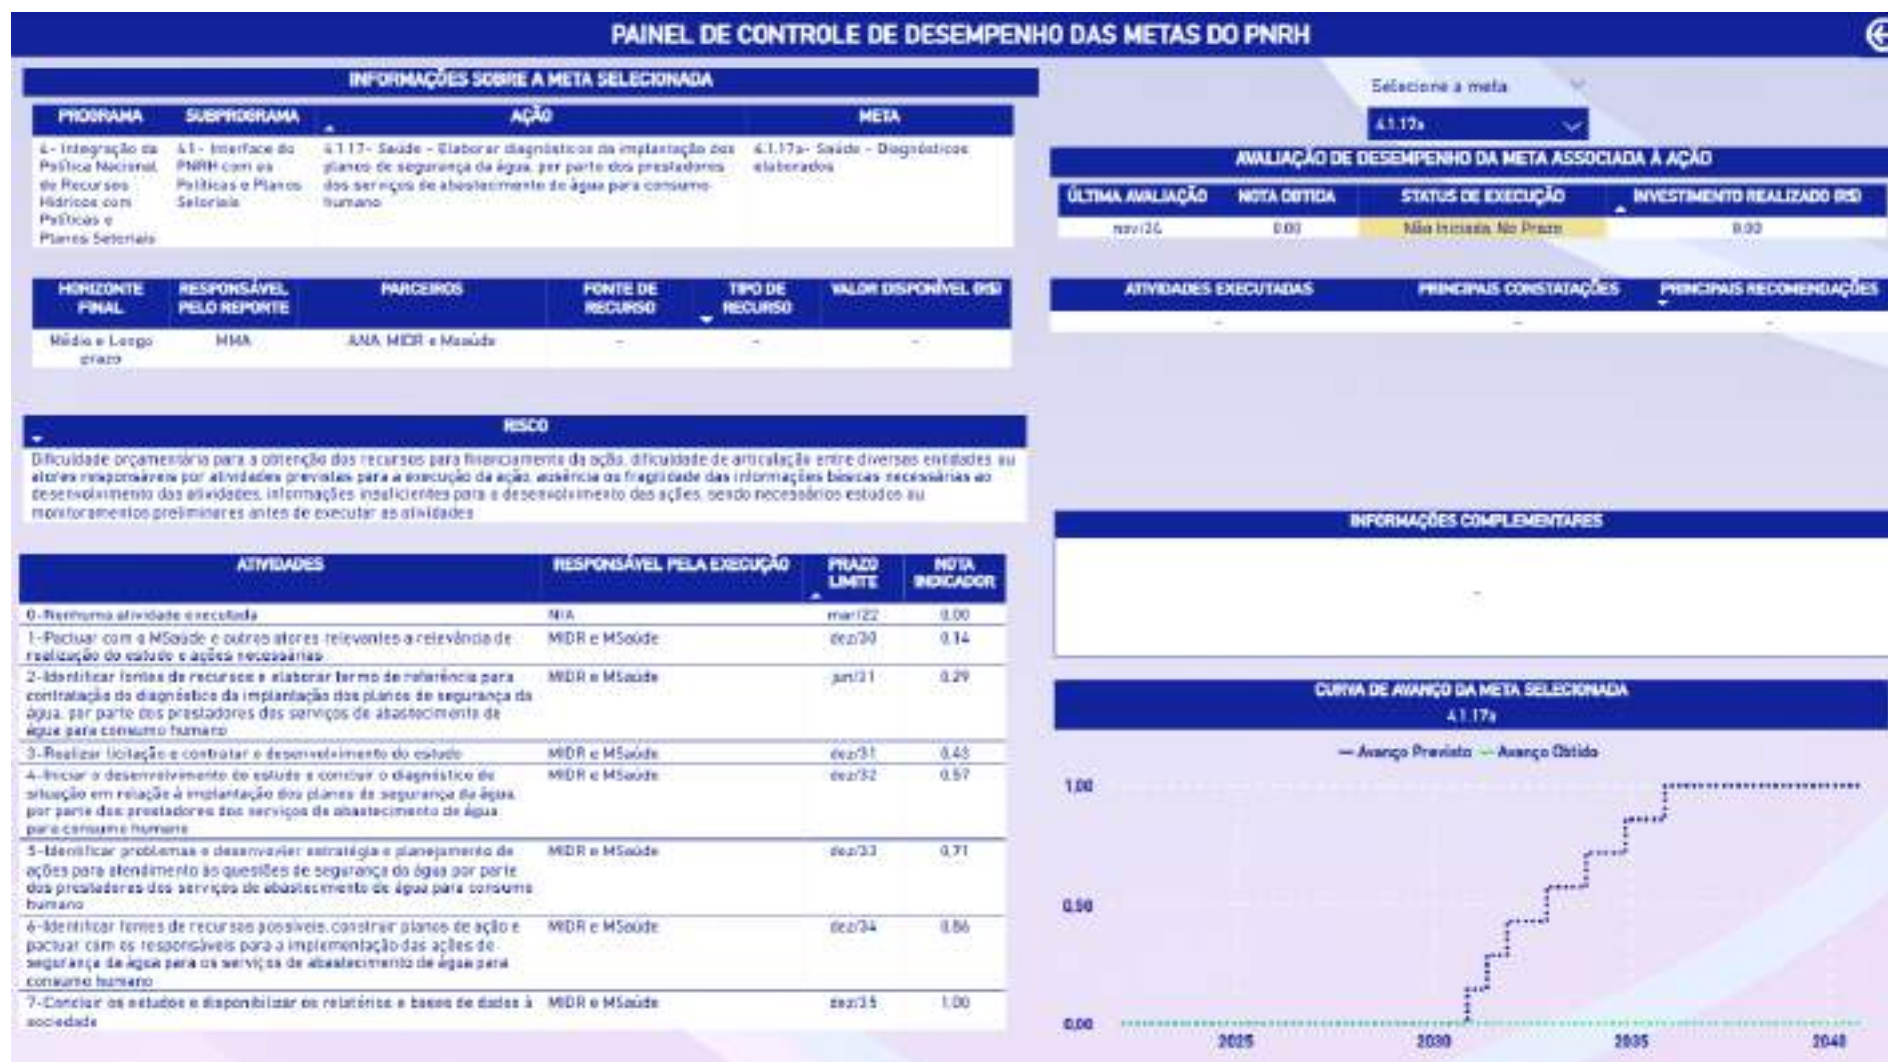 PAINEL DE CONTROLE DE DESEMPENHO DAS METAS DO PNRH
INFORMAÇÕES SOBRE A META SELECIONADA
PROGRAMA SUBPROGRAMA AÇÃO META
4- Integração da Política Nacional de Recursos Hídricos com Políticas e Planos Setoriais
4.1- Interface do PNRH com as Políticas e Planos Setoriais
4.1.17- Saúde - Elaborar diagnósticos da implantação dos
planos de segurança da água, por parte dos prestadores
dos serviços de abastecimento de água para consumo
humano
4.1.17a- Saúde - Diagnósticos
elaborados
HORIZONTE FINAL RESPONSÁVEL PELO REPORTE PARCEIROS FONTE DE RECURSO TIPO DE RECURSO VALOR DISPONÍVEL (R$)
Médio e Longo prazo MMA ANA, MIDR e Msaúde - - -
RISCO
Dificuldade orçamentária para a obtenção dos recursos para financiamento da ação, dificuldade de articulação entre diversas entidades ou
atores responsáveis por atividades previstas para a execução da ação, ausência ou fragilidade das informações básicas necessárias ao
desenvolvimento das atividades, informações insuficientes para o desenvolvimento das ações, sendo necessários estudos ou
monitoramentos preliminares antes de executar as atividades
ATIVIDADES RESPONSÁVEL PELA EXECUÇÃO PRAZO LIMITE NOTA INDICADOR
0-Nenhuma atividade executada N/A mar/22 0,00
1-Pactuar com o MSaúde e outros atores relevantes a relevância de MIDR e MSaúde dez/30 0,14
realização do estudo e ações necessárias
2-Identificar fontes de recursos e elaborar termo de referência para MIDR e MSaúde jun/31 0,29
contratação do diagnóstico da implantação dos planos de segurança da
água, por parte dos prestadores dos serviços de abastecimento de
água para consumo humano
3-Realizar licitação e contratar o desenvolvimento do estudo MIDR e MSaúde dez/31 0,43
4-Iniciar o desenvolvimento do estudo e concluir o diagnóstico de MIDR e MSaúde dez/32 0,57
situação em relação à implantação dos planos de segurança da água,
por parte dos prestadores dos serviços de abastecimento de água
para consumo humano
5-Identificar problemas e desenvovler estratégia e planejamento de MIDR e MSaúde dez/33 0,71
ações para atendimento às questões de segurança da água por parte
dos prestadores dos serviços de abastecimento de água para consumo
humano
6-Identificar fontes de recursos possíveis, construir planos de ação e MIDR e MSaúde dez/34 0,86
pactuar com os responsáveis para a implementação das ações de
segurança da água para os serviços de abastecimento de água para
consumo humano
7-Concluir os estudos e disponibilizar os relatórios e bases de dados à MIDR e MSaúde dez/35 1,00
sociedade
Selecione a meta
4.1.17a
AVALIAÇÃO DE DESEMPENHO DA META ASSOCIADA À AÇÃO
ÚLTIMA AVALIAÇÃO NOTA OBTIDA STATUS DE EXECUÇÃO INVESTIMENTO REALIZADO (R$)
nov/24 0,00 Não Iniciada, No Prazo 0,00
ATIVIDADES EXECUTADAS PRINCIPAIS CONSTATAÇÕES PRINCIPAIS RECOMENDAÇÕES
- - -
INFORMAÇÕES COMPLEMENTARES
-
CURVA DE AVANÇO DA META SELECIONADA
4.1.17a
Avanço Previsto Avanço Obtido
1,00
0,50
0,00
2025 2030 2035 2040